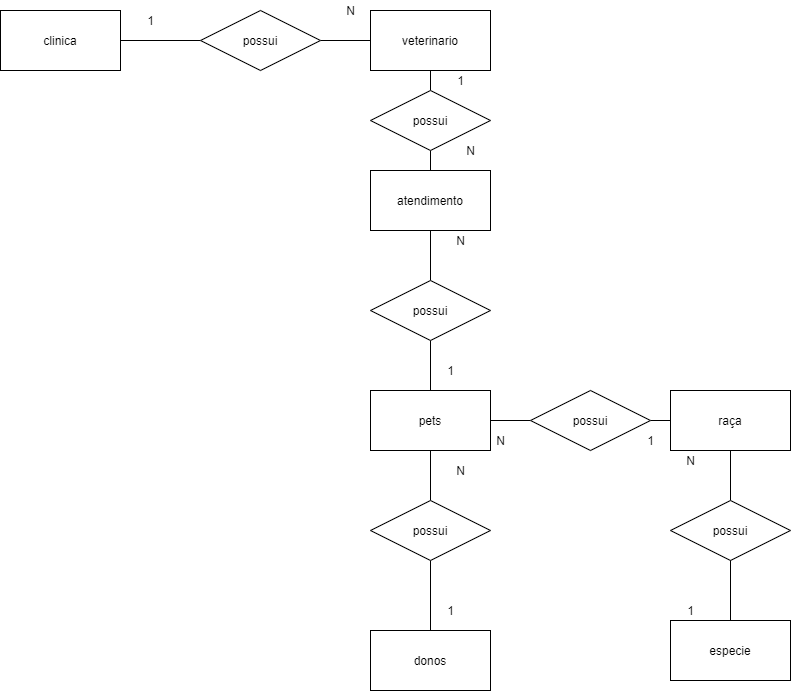 clinica
1
possui
N
veterinario
1
possui
N
atendimento
N
possui
1
pets
N
possui
1
raça
N
possui
1
donos
N
possui
1
especie